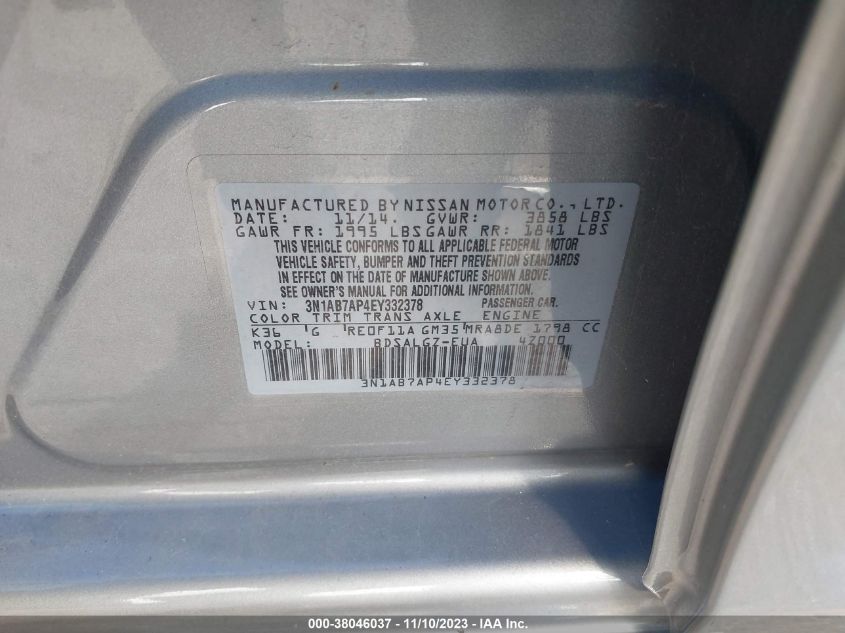 MANUFACTURED BY NISSAN MOTOR CO., LTD.
DATE: 11/14. GVWR: 3858 LBS
GAWR FR: 1995 LBS GAWR RR: 1841 LBS
THIS VEHICLE CONFORMS TO ALL APPLICABLE FEDERAL MOTOR
VEHICLE SAFETY, BUMPER AND THEFT PREVENTION STANDARDS
IN EFFECT ON THE DATE OF MANUFACTURE SHOWN ABOVE.
SEE OWNER'S MANUAL FOR ADDITIONAL INFORMATION.
VIN: 3N1AB7AP4EY332378 PASSENGER CAR.
COLOR TRIM TRANS AXLE ENGINE
K36 G RE0F11A GM35 MRA8DE 1798 CC
MODEL: BDSALGZ-EUA 4Z000
3N1AB7AP4EY332378
000-38046037 - 11/10/2023 - IAA Inc.